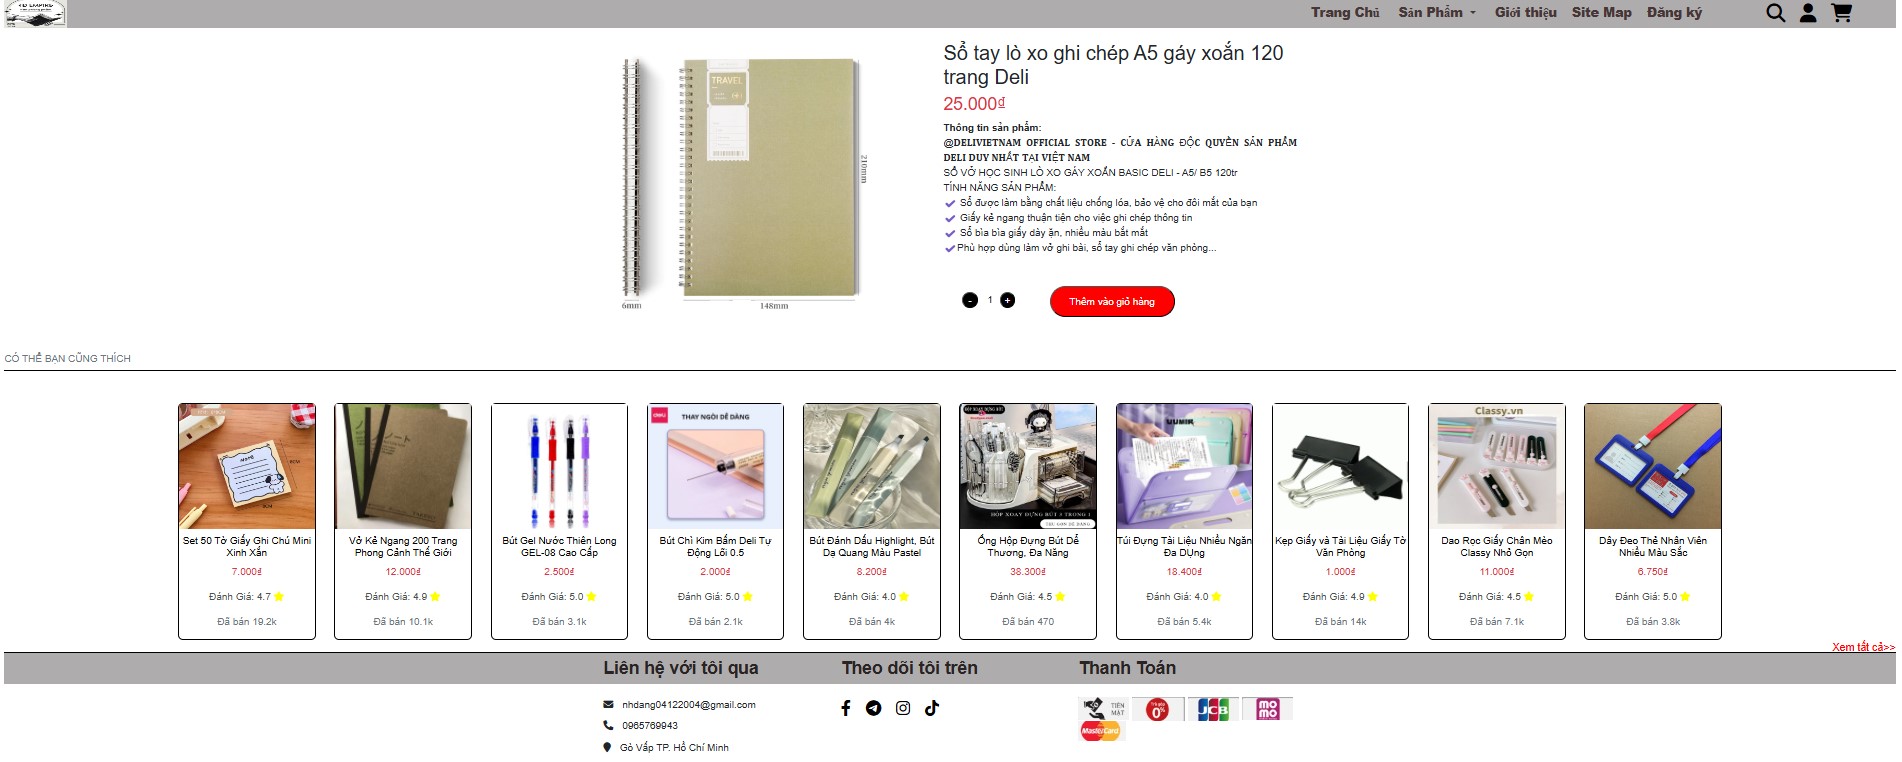 Trang Chủ Sản Phẩm Giới thiệu Site Map Đăng ký
TRAVEL
210mm
6mm
148mm
Sổ tay lò xo ghi chép A5 gáy xoắn 120
trang Deli
25.000₫
Thông tin sản phẩm:
@DELIVIETNAM OFFICIAL STORE - CỬA HÀNG ĐỘC QUYỀN SẢN PHẨM
DELI DUY NHẤT TẠI VIỆT NAM
SỔ VỞ HỌC SINH LÒ XO GÁY XOẮN BASIC DELI - A5/ B5 120tr
TÍNH NĂNG SẢN PHẨM:
Sổ được làm bằng chất liệu chống lóa, bảo vệ cho đôi mắt của bạn
Giấy kẻ ngang thuận tiện cho việc ghi chép thông tin
Sổ bìa bìa giấy dày ặn, nhiều màu bắt mắt
Phù hợp dùng làm vở ghi bài, sổ tay ghi chép văn phòng...
- 1 + Thêm vào giỏ hàng
CÓ THỂ BẠN CŨNG THÍCH
THAY NGÒI DỄ DÀNG
Classy.vn
HỘP XOAY ĐỰNG BÚT 3 TRONG 1
THU GỌN DỄ DÀNG
Set 50 Tờ Giấy Ghi Chú Mini
Xinh Xắn
7.000₫
Đánh Giá: 4.7
Đã bán 19.2k
Vở Kẻ Ngang 200 Trang
Phong Cảnh Thế Giới
12.000₫
Đánh Giá: 4.9
Đã bán 10.1k
Bút Gel Nước Thiên Long
GEL-08 Cao Cấp
2.500₫
Đánh Giá: 5.0
Đã bán 3.1k
Bút Chì Kim Bấm Deli Tự
Động Lõi 0.5
2.000₫
Đánh Giá: 5.0
Đã bán 2.1k
Bút Đánh Dấu Highlight, Bút
Dạ Quang Màu Pastel
8.200₫
Đánh Giá: 4.0
Đã bán 4k
Ống Hộp Đựng Bút Dễ
Thương, Đa Năng
38.300₫
Đánh Giá: 4.5
Đã bán 470
Túi Đựng Tài Liệu Nhiều Ngăn
Đa DỤng
18.400₫
Đánh Giá: 4.0
Đã bán 5.4k
Kẹp Giấy và Tài Liệu Giấy Tờ
Văn Phòng
1.000₫
Đánh Giá: 4.9
Đã bán 14k
Dao Rọc Giấy Chân Mèo
Classy Nhỏ Gọn
11.000₫
Đánh Giá: 4.5
Đã bán 7.1k
Dây Đeo Thẻ Nhân Viên
Nhiều Màu Sắc
6.750₫
Đánh Giá: 5.0
Đã bán 3.8k
Xem tất cả>>
Liên hệ với tôi qua
nhdang04122004@gmail.com
0965769943
Gò Vấp TP. Hồ Chí Minh
Theo dõi tôi trên
Thanh Toán
TIỀN
MẶT
Trả góp
0%
JCB
mo
mo
MasterCard